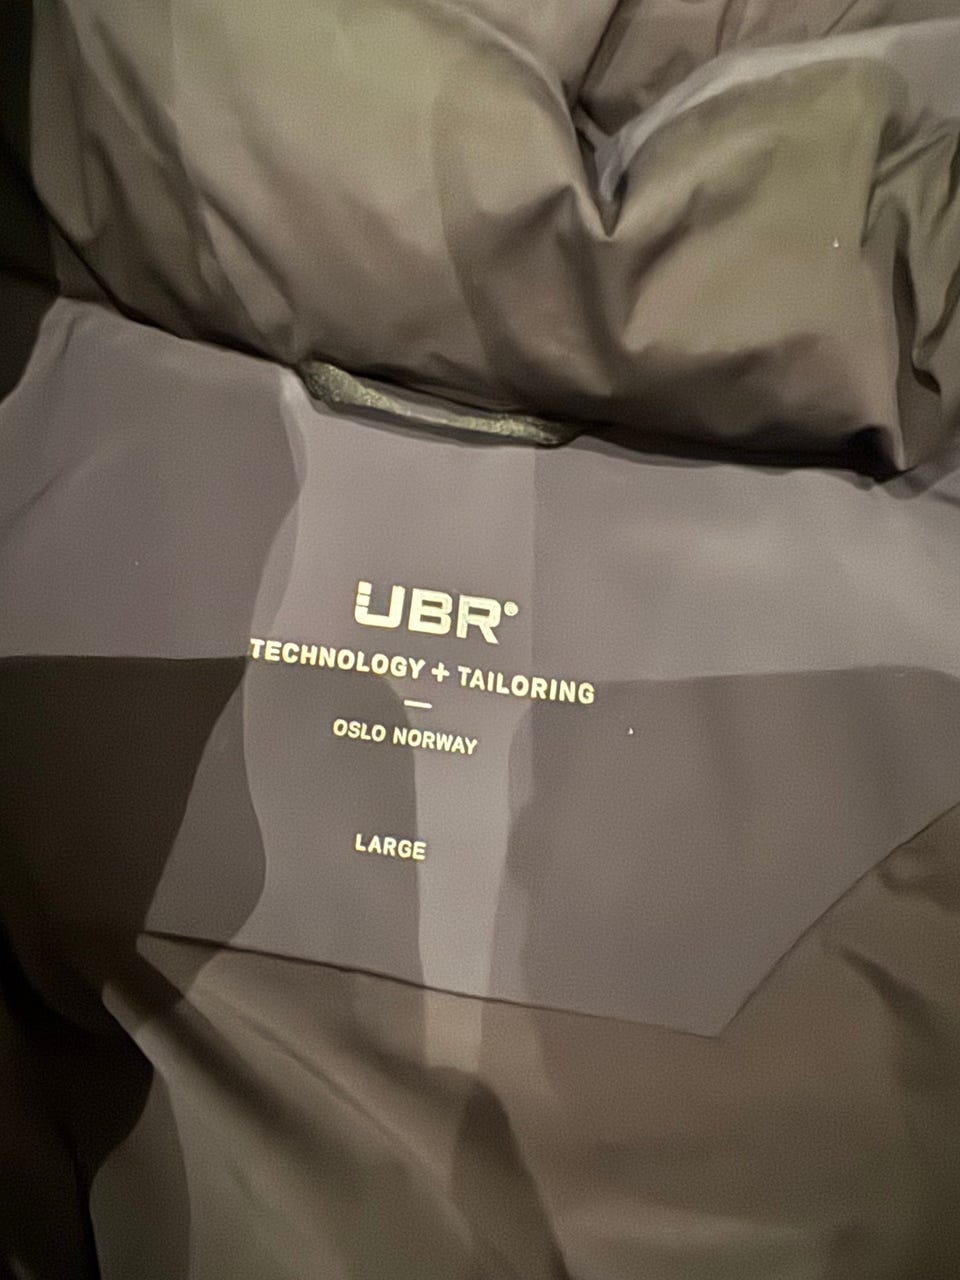 UBR®
TECHNOLOGY + TAILORING
OSLO NORWAY
LARGE